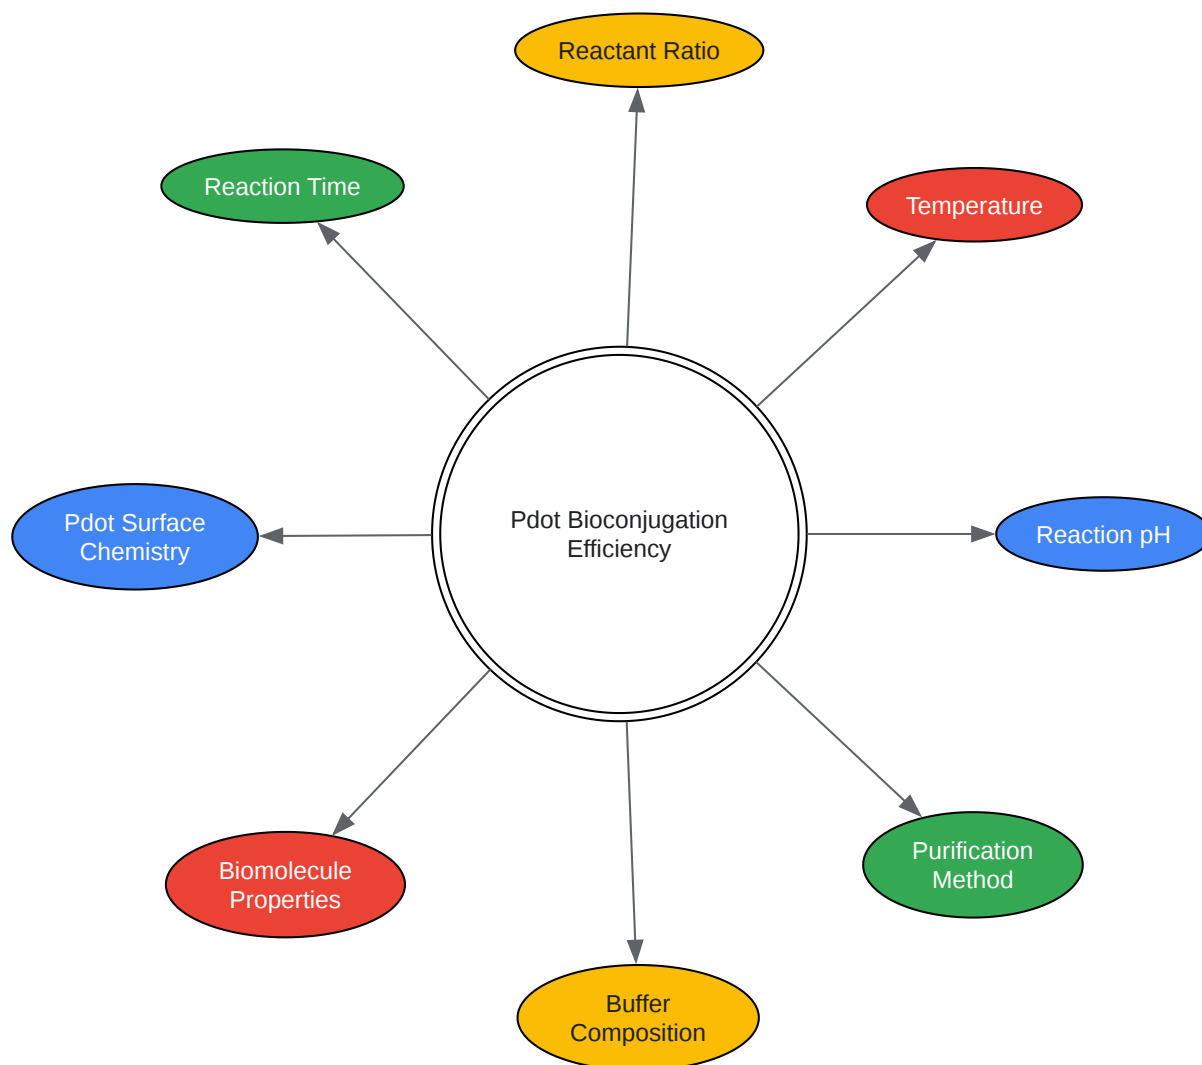 Reactant Ratio
Reaction Time
Temperature
Pdot Surface
Chemistry
Pdot Bioconjugation
Efficiency
Reaction pH
Biomolecule
Properties
Purification
Method
Buffer
Composition